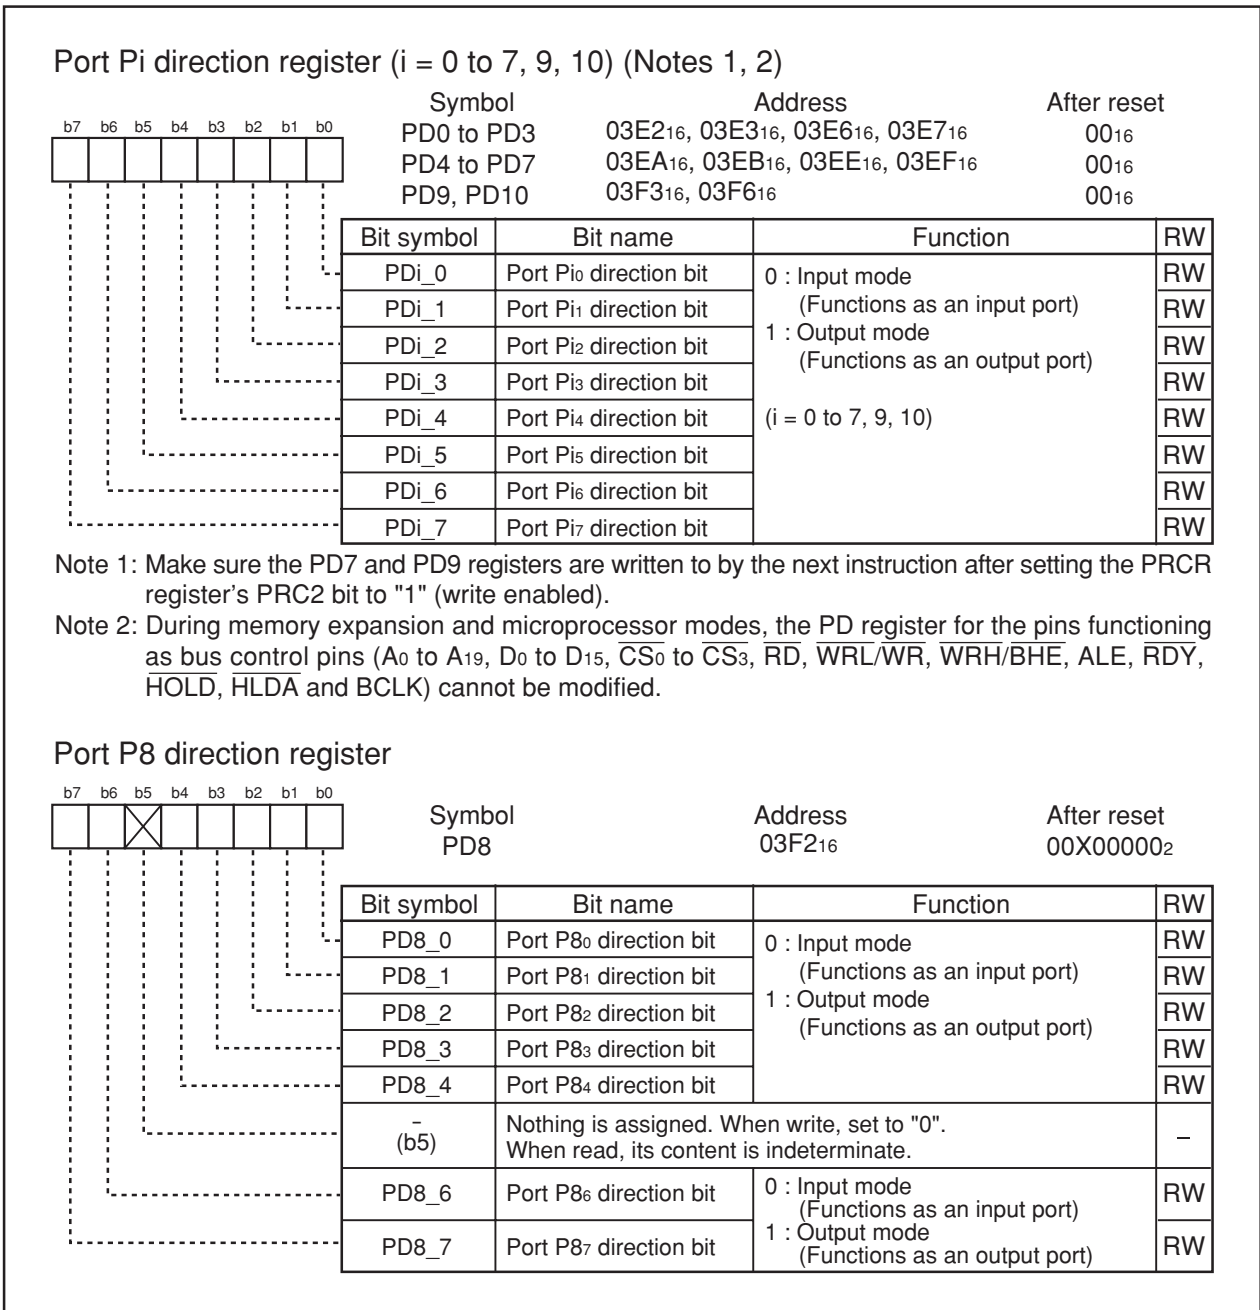 Port Pi direction register (i = 0 to 7, 9, 10) (Notes 1, 2)
Symbol Address After reset
b7 b6 b5 b4 b3 b2 b1 b0
PD0 to PD3 03E216, 03E316, 03E616, 03E716 0016
PD4 to PD7 03EA16, 03EB16, 03EE16, 03EF16 0016
PD9, PD10 03F316, 03F616 0016
Bit symbol Bit name Function RW
PDi_0 Port Pi0 direction bit 0 : Input mode RW
(Functions as an input port)
PDi_1 Port Pi1 direction bit RW
1 : Output mode
PDi_2 Port Pi2 direction bit RW
(Functions as an output port)
PDi_3 Port Pi3 direction bit RW
PDi_4 Port Pi4 direction bit (i = 0 to 7, 9, 10) RW
PDi_5 Port Pi5 direction bit RW
PDi_6 Port Pi6 direction bit RW
PDi_7 Port Pi7 direction bit RW
Note 1: Make sure the PD7 and PD9 registers are written to by the next instruction after setting the PRCR
register's PRC2 bit to "1" (write enabled).
Note 2: During memory expansion and microprocessor modes, the PD register for the pins functioning
as bus control pins (A0 to A19, D0 to D15, CS0 to CS3, RD, WRL/WR, WRH/BHE, ALE, RDY,
HOLD, HLDA and BCLK) cannot be modified.
Port P8 direction register
b7 b6 b5 b4 b3 b2 b1 b0
Symbol Address After reset
PD8 03F216 00X000002
Bit symbol Bit name Function RW
PD8_0 Port P80 direction bit 0 : Input mode RW
(Functions as an input port)
PD8_1 Port P81 direction bit RW
1 : Output mode
PD8_2 Port P82 direction bit RW
(Functions as an output port)
PD8_3 Port P83 direction bit RW
PD8_4 Port P84 direction bit RW
– Nothing is assigned. When write, set to "0". –
(b5) When read, its content is indeterminate.
PD8_6 Port P86 direction bit 0 : Input mode RW
(Functions as an input port)
1 : Output mode
PD8_7 Port P87 direction bit (Functions as an output port) RW